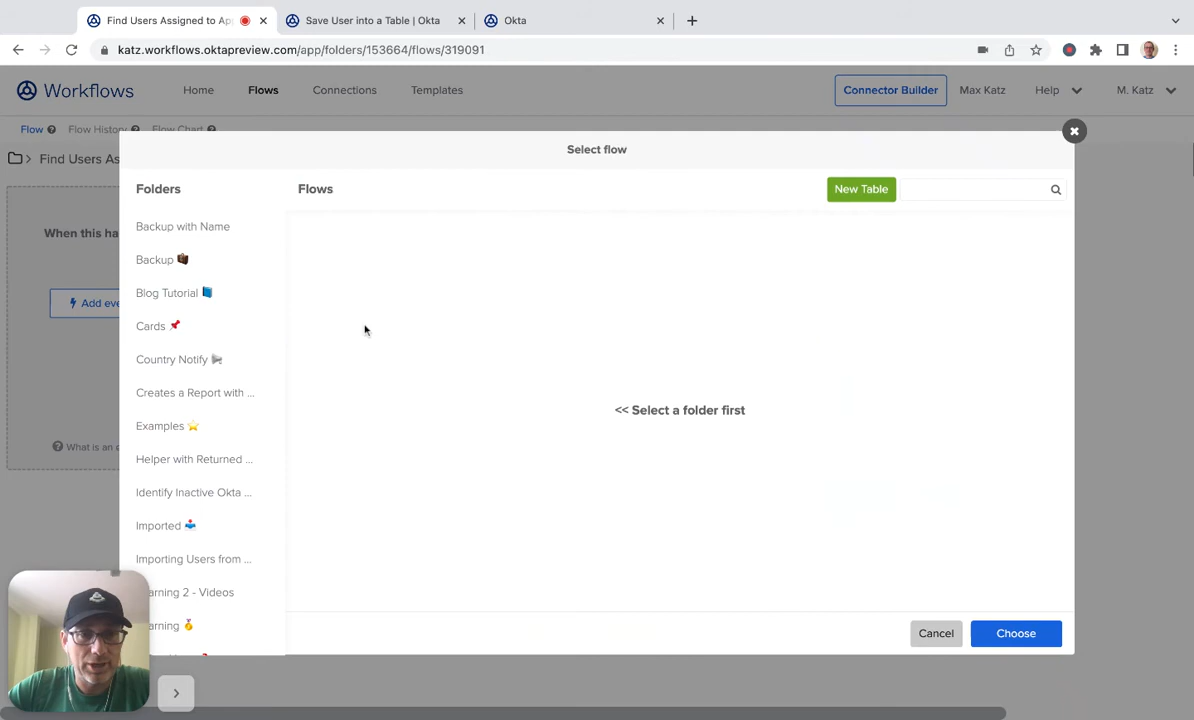 Find Users Assigned to Ap
Save User into a Table | Okta
Okta
katz.workflows.oktapreview.com/app/folders/153664/flows/319091
Workflows
Home
Flows
Connections
Templates
Connector Builder
Max Katz
Help
M. Katz
Flow
Flow History
Flow Chart
Find Users As
Select flow
Folders
Flows
New Table
When this ha
Add eve
What is an e
Backup with Name
Backup
Blog Tutorial
Cards
Country Notify
Creates a Report with ...
Examples
Helper with Returned ...
Identify Inactive Okta ...
Imported
Importing Users from ...
arning 2 - Videos
arning
<< Select a folder first
Cancel
Choose